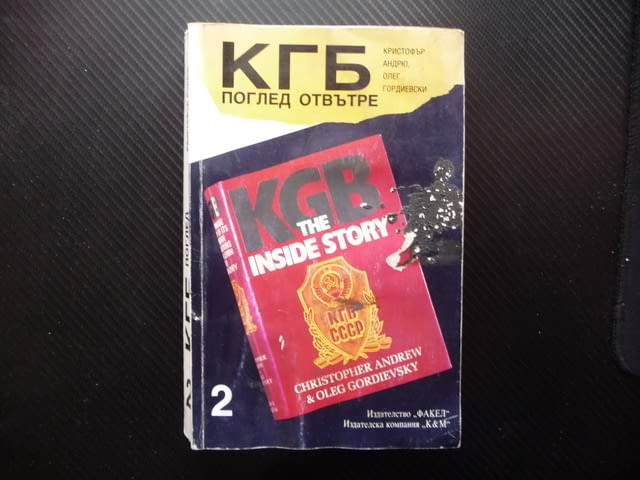 КГБ
ПОГЛЕД ОТВЪТРЕ
КРИСТОФЪР
АНДРЮ,
ОЛЕГ
ГОРДИЕВСКИ
KGB
THE
INSIDE STORY
КГБ
СССР
CHRISTOPHER ANDREW
& OLEG GORDIEVSKY
2
Издателство „ФАКЕЛ"
Издателска компания „К&М"
2 КГБ ПОГЛЕД